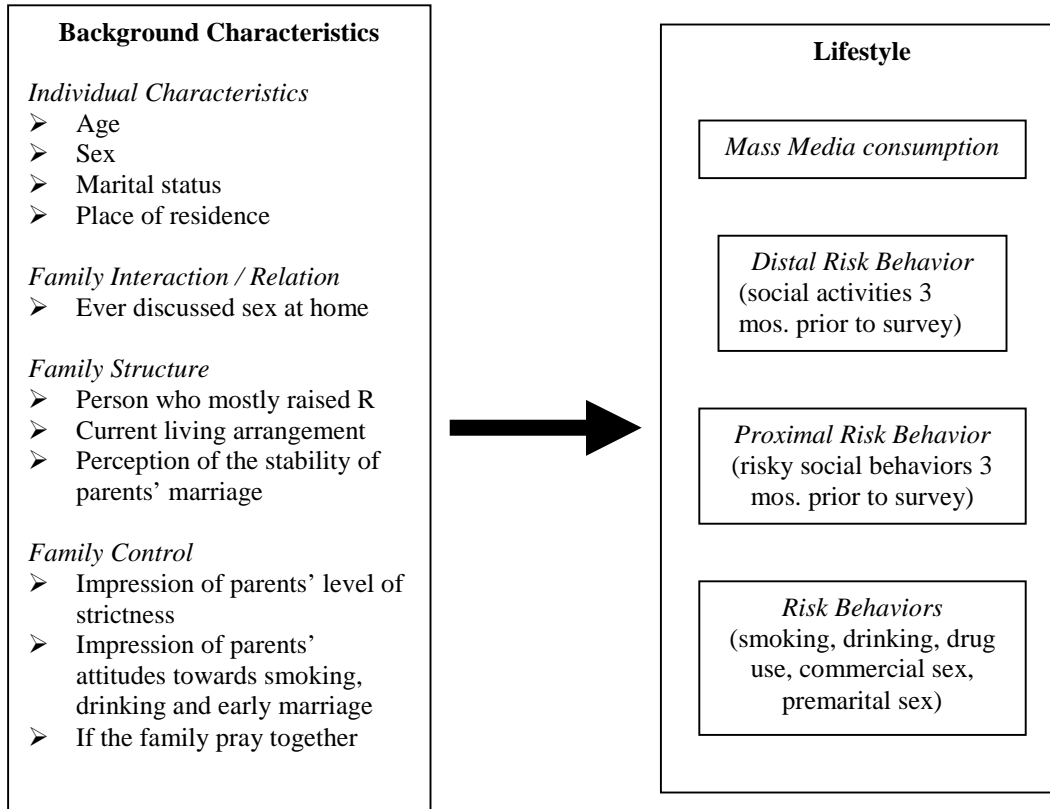 Background Characteristics
Individual Characteristics
➢ Age
➢ Sex
➢ Marital status
➢ Place of residence
Family Interaction / Relation
➢ Ever discussed sex at home
Family Structure
➢ Person who mostly raised R
➢ Current living arrangement
➢ Perception of the stability of
parents’ marriage
Family Control
➢ Impression of parents’ level of
strictness
➢ Impression of parents’
attitudes towards smoking,
drinking and early marriage
➢ If the family pray together
Lifestyle
Mass Media consumption
Distal Risk Behavior
(social activities 3
mos. prior to survey)
Proximal Risk Behavior
(risky social behaviors 3
mos. prior to survey)
Risk Behaviors
(smoking, drinking, drug
use, commercial sex,
premarital sex)